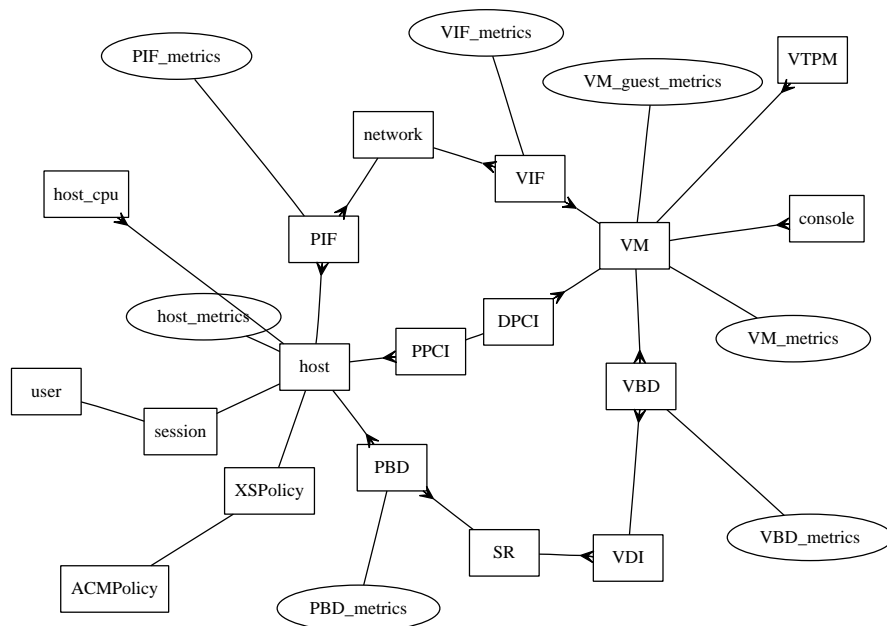 VIF_metrics
PIF_metrics
VTPM
VM_guest_metrics
network
VIF
host_cpu
console
PIF
VM
host_metrics
DPCI
VM_metrics
PPCI
host
user
VBD
session
PBD
XSPolicy
VBD_metrics
SR
VDI
ACMPolicy
PBD_metrics